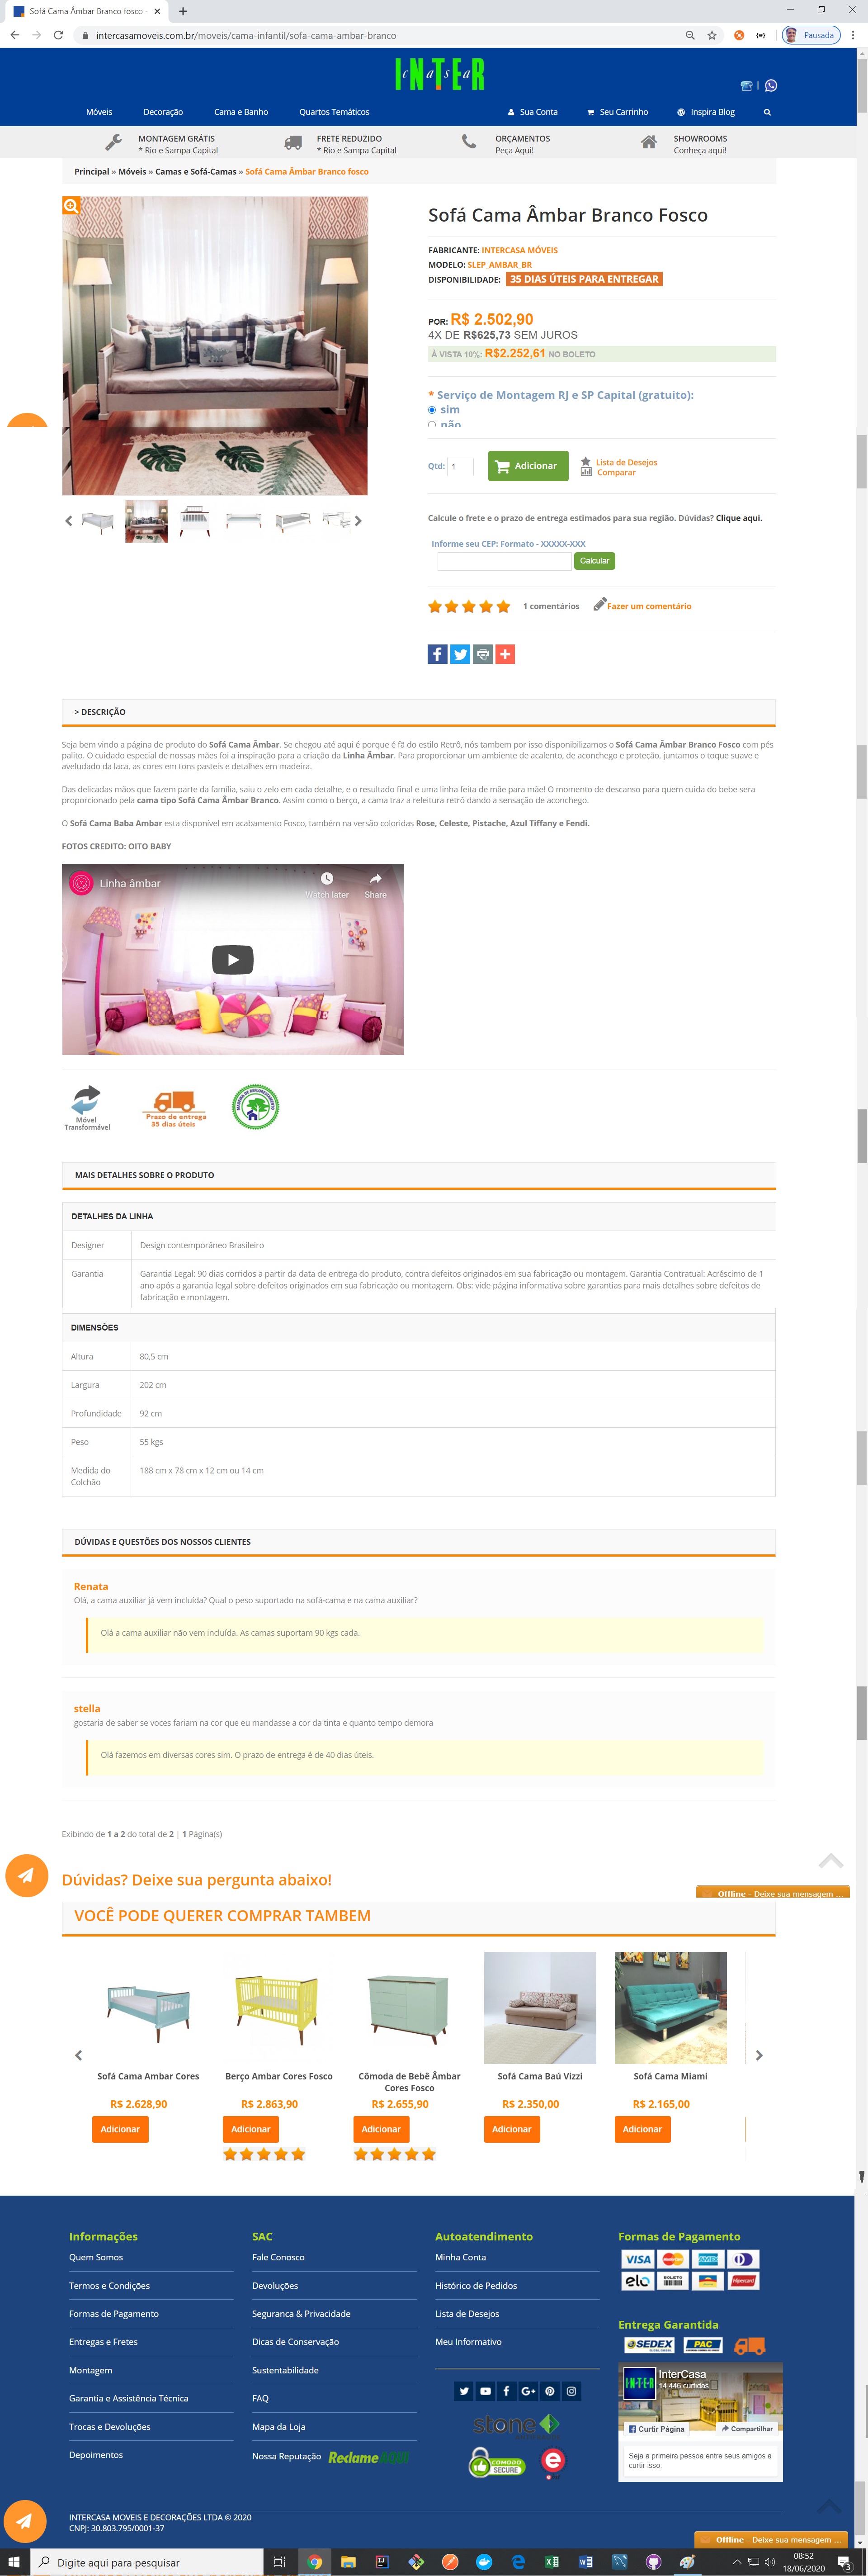 Sofá Cama Âmbar Branco fosco
intercasamoveis.com.br/moveis/cama-infantil/sofa-cama-ambar-branco
Pausada
INTER
casa
Móveis
Decoração
Cama e Banho
Quartos Temáticos
Sua Conta
Seu Carrinho
Inspira Blog
MONTAGEM GRÁTIS
* Rio e Sampa Capital
FRETE REDUZIDO
* Rio e Sampa Capital
ORÇAMENTOS
Peça Aqui!
SHOWROOMS
Conheça aqui!
Principal » Móveis » Camas e Sofá-Camas » Sofá Cama Âmbar Branco fosco
Sofá Cama Âmbar Branco Fosco
FABRICANTE: INTERCASA MÓVEIS
MODELO: SLEP_AMBAR_BR
DISPONIBILIDADE: 35 DIAS ÚTEIS PARA ENTREGAR
POR: R$ 2.502,90
4X DE R$625,73 SEM JUROS
À VISTA 10%: R$2.252,61 NO BOLETO
* Serviço de Montagem RJ e SP Capital (gratuito):
sim
não
Qtd: 1
Adicionar
Lista de Desejos
Comparar
Calcule o frete e o prazo de entrega estimados para sua região. Dúvidas? Clique aqui.
Informe seu CEP: Formato - XXXXX-XXX
Calcular
1 comentários
Fazer um comentário
> DESCRIÇÃO
Seja bem vindo a página de produto do Sofá Cama Âmbar. Se chegou até aqui é porque é fã do estilo Retrô, nós tambem por isso disponibilizamos o Sofá Cama Âmbar Branco Fosco com pés
palito. O cuidado especial de nossas mães foi a inspiração para a criação da Linha Âmbar. Para proporcionar um ambiente de acalento, de aconchego e proteção, juntamos o toque suave e
aveludado da laca, as cores em tons pasteis e detalhes em madeira.
Das delicadas mãos que fazem parte da família, saiu o zelo em cada detalhe, e o resultado final e uma linha feita de mãe para mãe! O momento de descanso para quem cuida do bebe sera
proporcionado pela cama tipo Sofá Cama Âmbar Branco. Assim como o berço, a cama traz a releitura retrô dando a sensação de aconchego.
O Sofá Cama Baba Ambar esta disponível em acabamento Fosco, também na versão coloridas Rose, Celeste, Pistache, Azul Tiffany e Fendi.
FOTOS CREDITO: OITO BABY
Linha âmbar
Watch later
Share
Móvel
Transformável
Prazo de entrega
35 dias úteis
MAIS DETALHES SOBRE O PRODUTO
DETALHES DA LINHA
Designer
Design contemporâneo Brasileiro
Garantia
Garantia Legal: 90 dias corridos a partir da data de entrega do produto, contra defeitos originados em sua fabricação ou montagem. Garantia Contratual: Acréscimo de 1
ano após a garantia legal sobre defeitos originados em sua fabricação ou montagem. Obs: vide página informativa sobre garantias para mais detalhes sobre defeitos de
fabricação e montagem.
DIMENSÕES
Altura
80,5 cm
Largura
202 cm
Profundidade
92 cm
Peso
55 kgs
Medida do
Colchão
188 cm x 78 cm x 12 cm ou 14 cm
DÚVIDAS E QUESTÕES DOS NOSSOS CLIENTES
Renata
Olá, a cama auxiliar já vem incluída? Qual o peso suportado na sofá-cama e na cama auxiliar?
Olá a cama auxiliar não vem incluída. As camas suportam 90 kgs cada.
stella
gostaria de saber se voces fariam na cor que eu mandasse a cor da tinta e quanto tempo demora
Olá fazemos em diversas cores sim. O prazo de entrega é de 40 dias úteis.
Exibindo de 1 a 2 do total de 2 | 1 Página(s)
Dúvidas? Deixe sua pergunta abaixo!
Offline - Deixe sua mensagem ...
VOCÊ PODE QUERER COMPRAR TAMBEM
Sofá Cama Ambar Cores
R$ 2.628,90
Adicionar
Berço Ambar Cores Fosco
R$ 2.863,90
Adicionar
Cômoda de Bebê Âmbar
Cores Fosco
R$ 2.655,90
Adicionar
Sofá Cama Baú Vizzi
R$ 2.350,00
Adicionar
Sofá Cama Miami
R$ 2.165,00
Adicionar
Informações
Quem Somos
Termos e Condições
Formas de Pagamento
Entregas e Fretes
Montagem
Garantia e Assistência Técnica
Trocas e Devoluções
Depoimentos
SAC
Fale Conosco
Devoluções
Seguranca & Privacidade
Dicas de Conservação
Sustentabilidade
FAQ
Mapa da Loja
Nossa Reputação ReclameAQUI
Autoatendimento
Minha Conta
Histórico de Pedidos
Lista de Desejos
Meu Informativo
stone
COMODO
SECURE
Formas de Pagamento
VISA
elo
BOLETO
Hipercard
Entrega Garantida
SEDEX
PAC
INTER
InterCasa
14.446 curtidas
Curtir Página
Compartilhar
Seja a primeira pessoa entre seus amigos a
curtir isso.
INTERCASA MOVEIS E DECORAÇÕES LTDA © 2020
CNPJ: 30.803.795/0001-37
Offline - Deixe sua mensagem ...
Digite aqui para pesquisar
08:52
18/06/2020
3